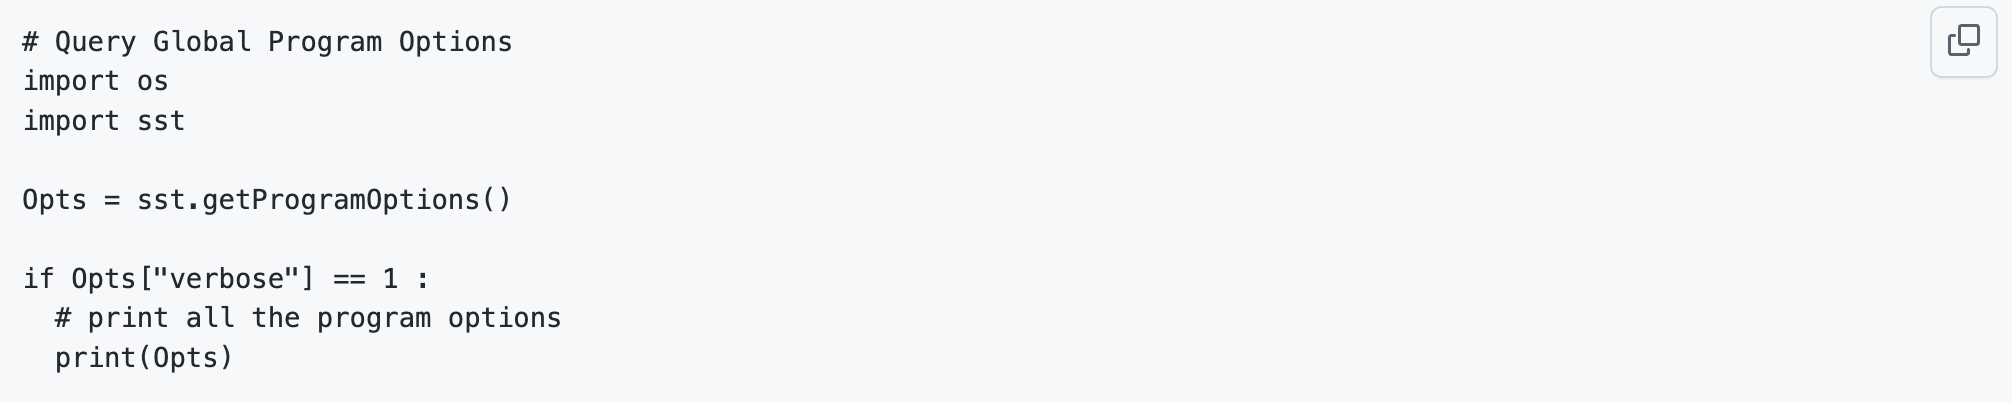 # Query Global Program Options
import os
import sst

Opts = sst.getProgramOptions()

if Opts["verbose"] == 1 :
  # print all the program options
  print(Opts)